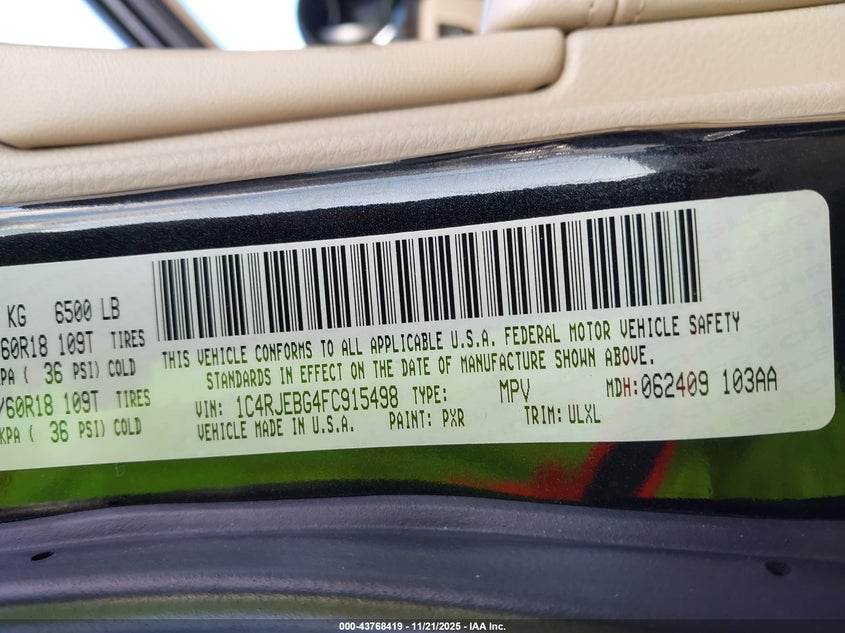 KG 6500 LB
/60R18 109T TIRES
KPA ( 36 PSI) COLD
/60R18 109T TIRES
KPA ( 36 PSI) COLD
THIS VEHICLE CONFORMS TO ALL APPLICABLE U.S.A. FEDERAL MOTOR VEHICLE SAFETY
STANDARDS IN EFFECT ON THE DATE OF MANUFACTURE SHOWN ABOVE.
VIN: 1C4RJEBG4FC915498 TYPE: MPV MDH:062409 103AA
VEHICLE MADE IN U.S.A. PAINT: PXR TRIM: ULXL
000-43768419 - 11/21/2025 - IAA Inc.